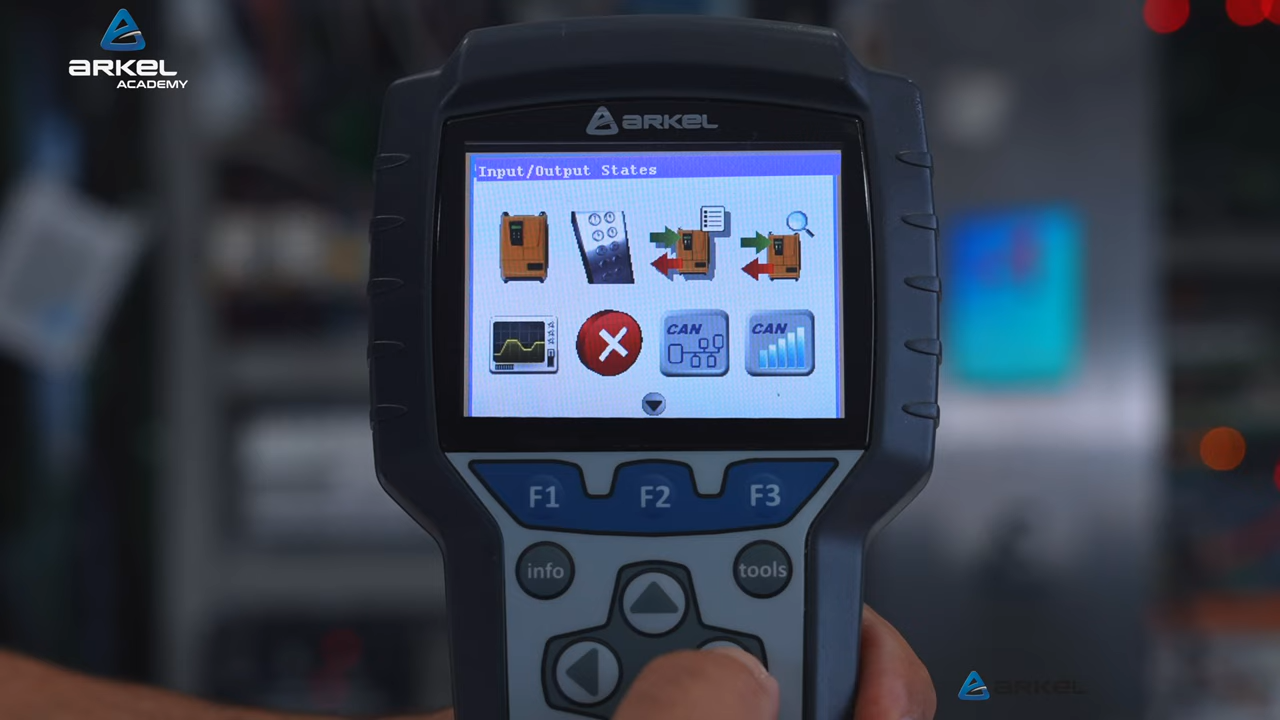 ARKEL
ACADEMY
ARKEL
Input/Output States
CAN
CAN
F1
F2
F3
info
tools
ARKEL